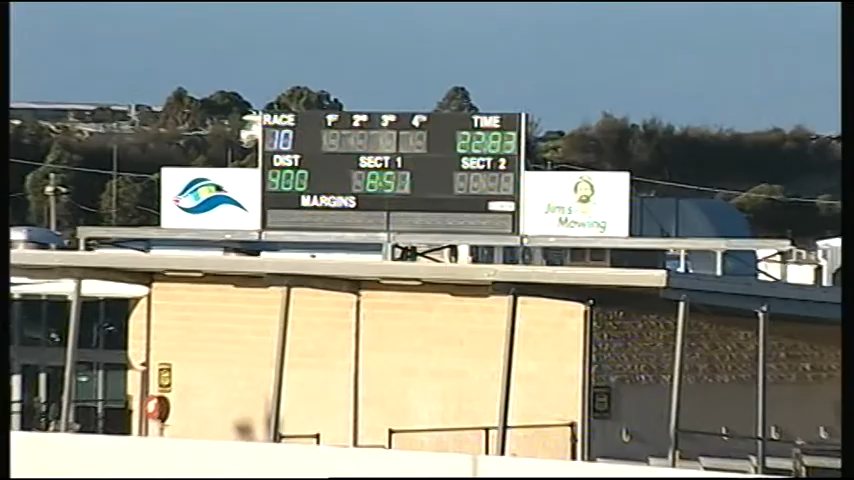 RACE 1ST 2ND 3RD 4TH TIME
10 22.83
DIST SECT 1 SECT 2
400 8.51
MARGINS
Jim's
Mowing